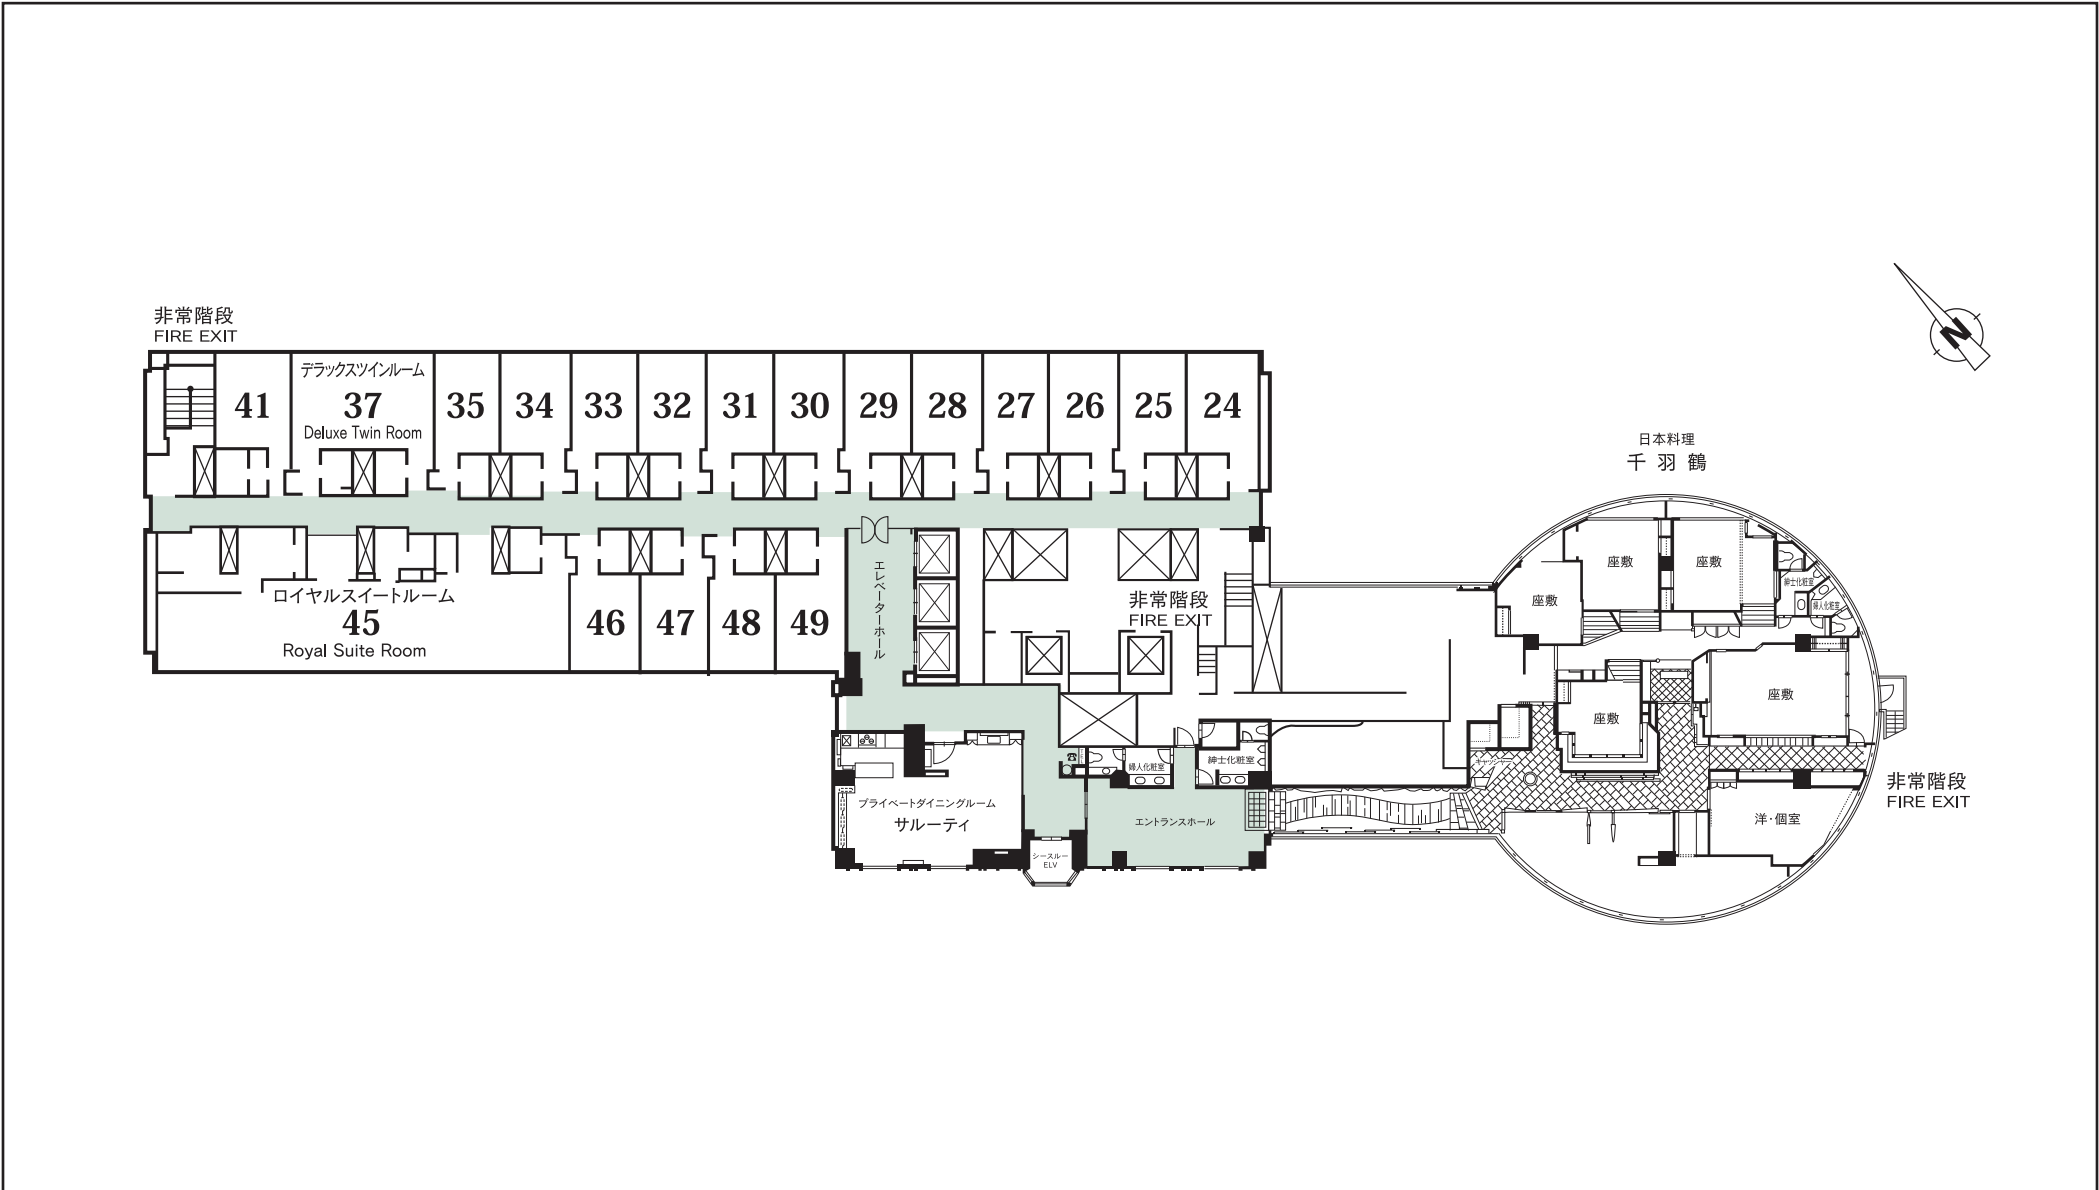 非常階段
FIRE EXIT
デラックスツインルーム
41
37
35
34
33
32
31
30
29
28
27
26
25
24
Deluxe Twin Room
N
日本料理
千羽鶴
ロイヤルスイートルーム
45
Royal Suite Room
46
47
48
49
エレベーターホール
非常階段
FIRE EXIT
座敷
座敷
座敷
紳士化粧室
婦人化粧室
座敷
座敷
キャッシャー
婦人化粧室
紳士化粧室
非常階段
FIRE EXIT
プライベートダイニングルーム
サルーティ
エントランスホール
洋・個室
シースルー
ELV